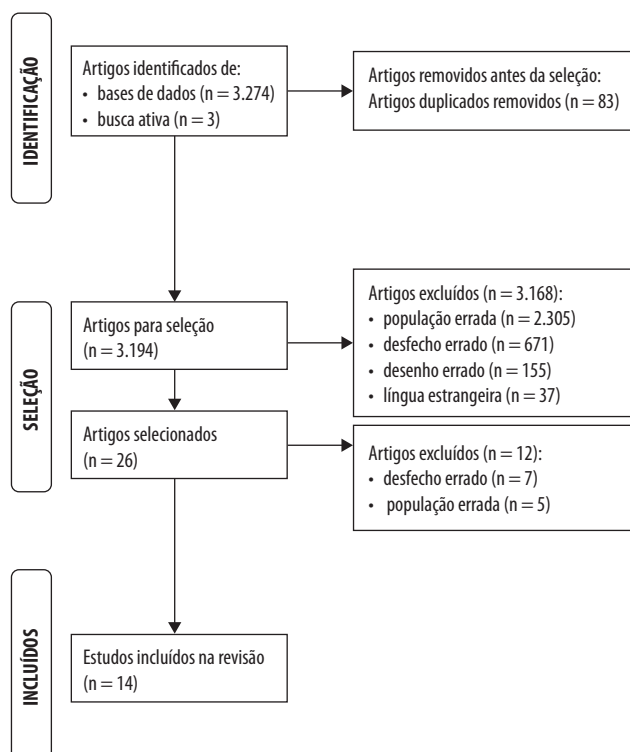 IDENTIFICAÇÃO
Artigos identificados de:
• bases de dados (n = 3.274)
• busca ativa (n = 3)
Artigos removidos antes da seleção:
Artigos duplicados removidos (n = 83)
SELEÇÃO
Artigos para seleção
(n = 3.194)
Artigos excluídos (n = 3.168):
• população errada (n = 2.305)
• desfecho errado (n = 671)
• desenho errado (n = 155)
• língua estrangeira (n = 37)
Artigos selecionados
(n = 26)
Artigos excluídos (n = 12):
• desfecho errado (n = 7)
• população errada (n = 5)
INCLUÍDOS
Estudos incluídos na revisão
(n = 14)